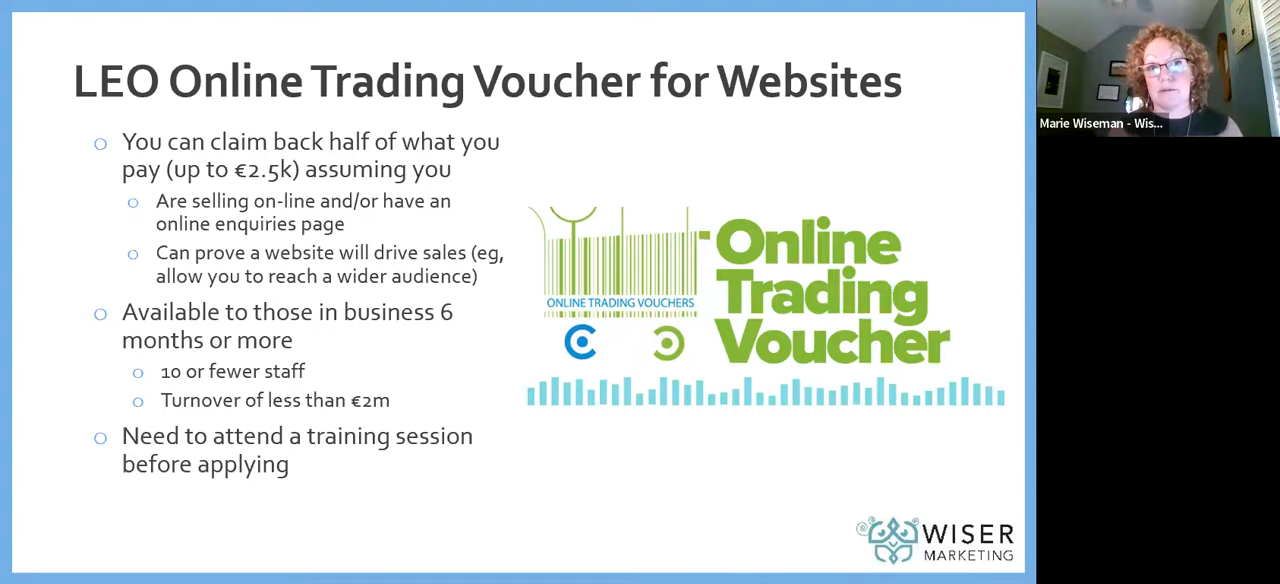 LEO Online Trading Voucher for Websites
You can claim back half of what you
pay (up to €2.5k) assuming you
Are selling on-line and/or have an
online enquiries page
Can prove a website will drive sales (eg,
allow you to reach a wider audience)
Available to those in business 6
months or more
10 or fewer staff
Turnover of less than €2m
Need to attend a training session
before applying
ONLINE TRADING VOUCHERS
Online
Trading
Voucher
WISER
MARKETING
Marie Wiseman - Wis...